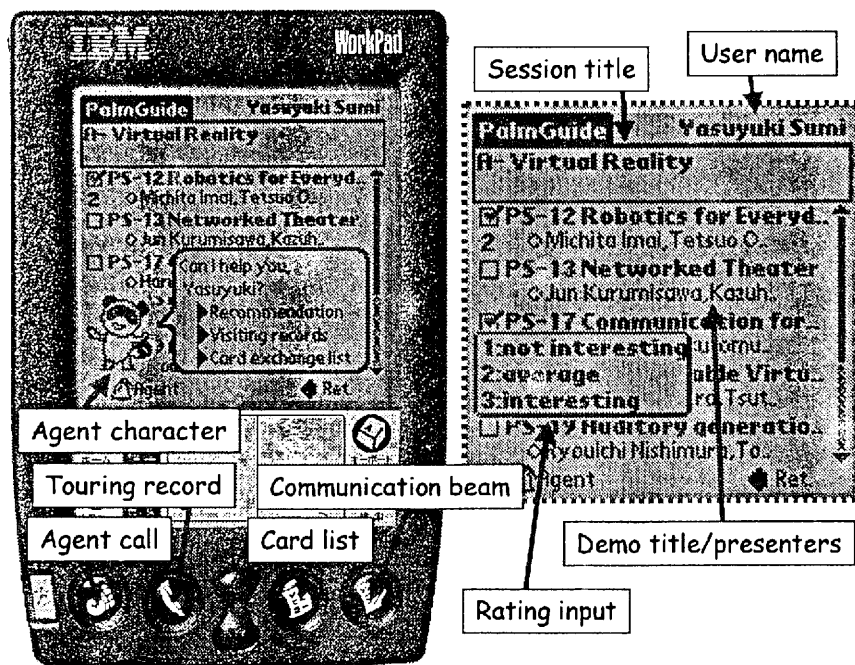 IBM WorkPad
PalmGuide Yasuyuki Sumi
A- Virtual Reality
PS-12 Robotics for Everyd..
2 ◇Michita Imai, Tetsuo O..
PS-13 Networked Theater
◇Jun Kurumisawa, Kazuh..
PS-17
Can I help you,
Yasuyuki?
▶Recommendation
▶Visiting records
▶Card exchange list
Agent Ret.
Agent character
Touring record
Communication beam
Agent call
Card list
Session title
User name
PalmGuide Yasuyuki Sumi
A- Virtual Reality
PS-12 Robotics for Everyd..
2 ◇Michita Imai, Tetsuo O..
PS-13 Networked Theater
◇Jun Kurumisawa, Kazuh..
PS-17 Communication for..
1:not interesting
2:average
3:interesting
PS-19 Auditory generatio..
◇Ryouichi Nishimura, To..
Agent Ret.
Demo title/presenters
Rating input